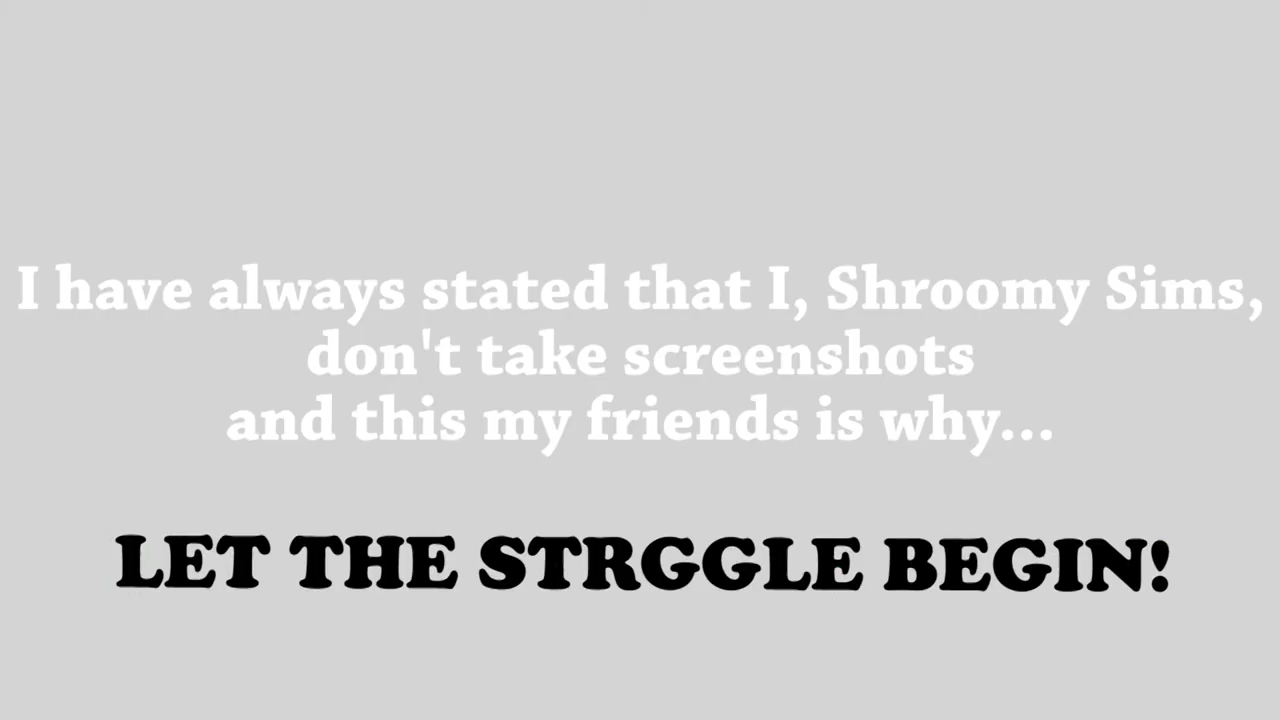 I have always stated that I, Shroomy Sims,
don't take screenshots
and this my friends is why...
LET THE STRGGLE BEGIN!